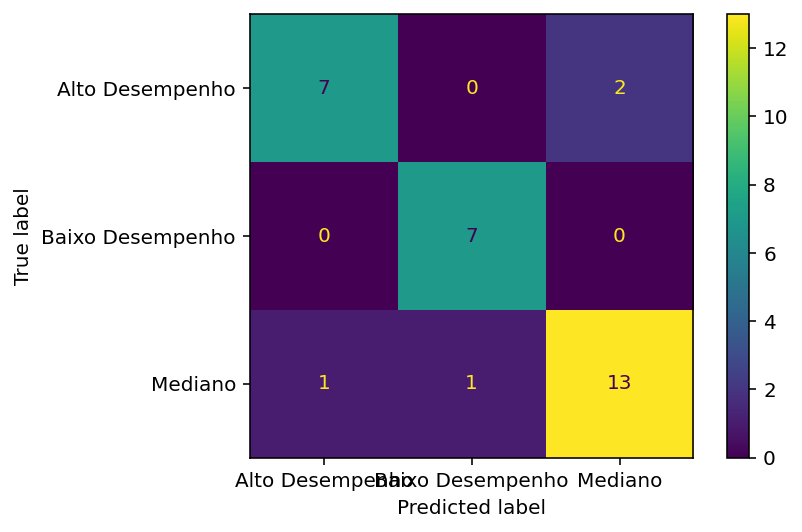 Alto Desempenho 7 0 2
Baixo Desempenho 0 7 0
Mediano 1 1 13
Alto Desempenho Baixo Desempenho Mediano
Predicted label
True label
12
10
8
6
4
2
0